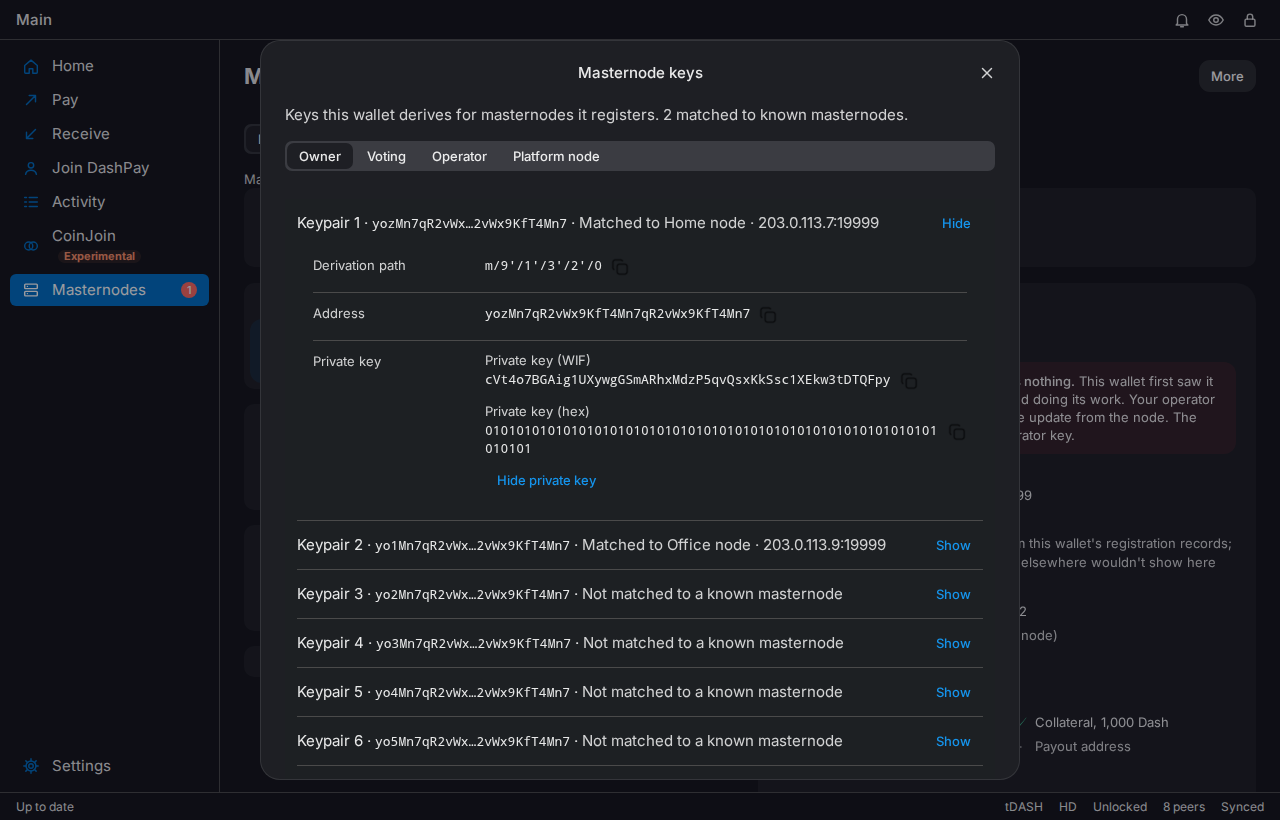 Main
Home
Pay
Receive
Join DashPay
Activity
CoinJoin
Experimental
Masternodes
1
Settings
More
Masternode keys
Keys this wallet derives for masternodes it registers. 2 matched to known masternodes.
Owner
Voting
Operator
Platform node
Keypair 1 · yozMn7qR2vWx…2vWx9KfT4Mn7 · Matched to Home node · 203.0.113.7:19999
Hide
Derivation path
m/9'/1'/3'/2'/0
Address
yozMn7qR2vWx9KfT4Mn7qR2vWx9KfT4Mn7
Private key
Private key (WIF)
cVt4o7BGAig1UXywgGSmARhxMdzP5qvQsxKkSsc1XEkw3tDTQFpy
Private key (hex)
0101010101010101010101010101010101010101010101010101010101
010101
Hide private key
Keypair 2 · yo1Mn7qR2vWx…2vWx9KfT4Mn7 · Matched to Office node · 203.0.113.9:19999
Show
Keypair 3 · yo2Mn7qR2vWx…2vWx9KfT4Mn7 · Not matched to a known masternode
Show
Keypair 4 · yo3Mn7qR2vWx…2vWx9KfT4Mn7 · Not matched to a known masternode
Show
Keypair 5 · yo4Mn7qR2vWx…2vWx9KfT4Mn7 · Not matched to a known masternode
Show
Keypair 6 · yo5Mn7qR2vWx…2vWx9KfT4Mn7 · Not matched to a known masternode
Show
nothing. This wallet first saw it
doing its work. Your operator
update from the node. The
key.
this wallet's registration records;
elsewhere wouldn't show here
node)
Collateral, 1,000 Dash
Payout address
Up to date
tDASH
HD
Unlocked
8 peers
Synced